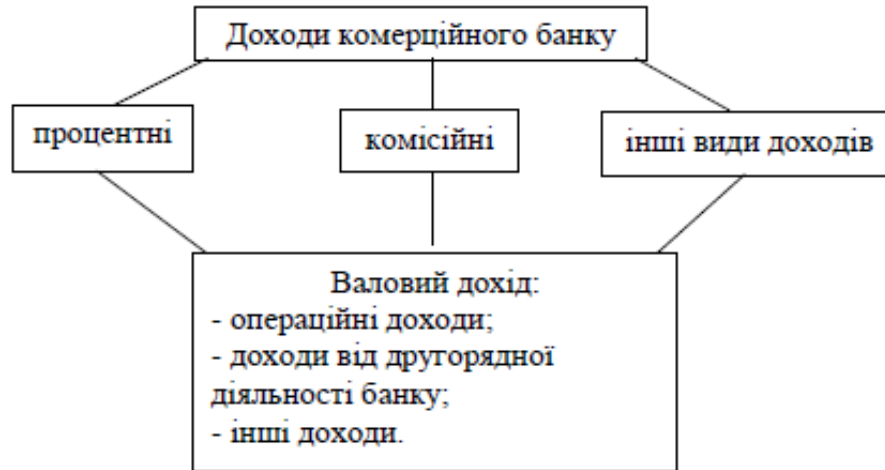 Доходи комерційного банку
процентні
комісійні
інші види доходів
Валовий дохід:
- операційні доходи;
- доходи від другорядної
діяльності банку;
- інші доходи.